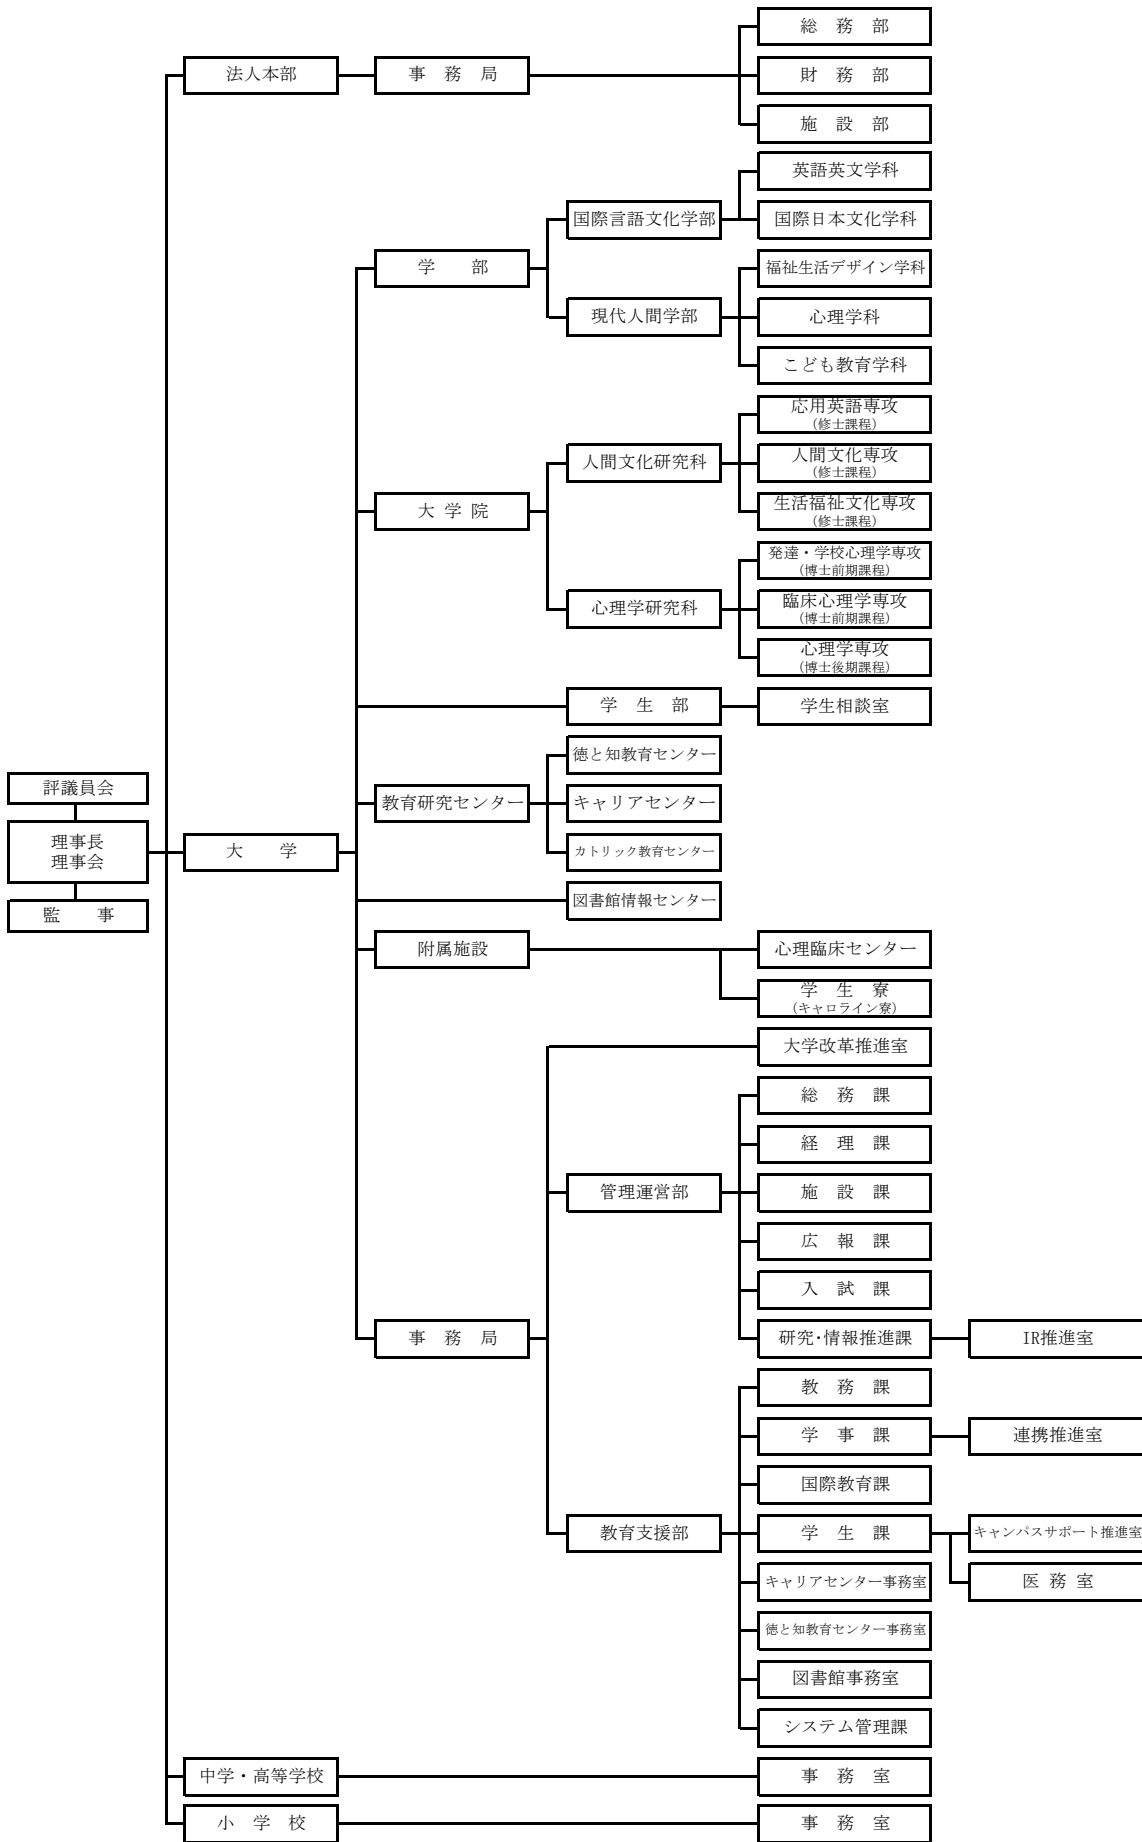 総 務 部
法人本部
事 務 局
財 務 部
施 設 部
英語英文学科
国際言語文化学部
国際日本文化学科
学 部
福祉生活デザイン学科
現代人間学部
心理学科
こども教育学科
応用英語専攻
(修士課程)
人間文化研究科
人間文化専攻
(修士課程)
大 学 院
生活福祉文化専攻
(修士課程)
発達・学校心理学専攻
(博士前期課程)
心理学研究科
臨床心理学専攻
(博士前期課程)
心理学専攻
(博士後期課程)
学 生 部
学生相談室
徳と知教育センター
評議員会
教育研究センター
キャリアセンター
理事長
理事会
大 学
カトリック教育センター
図書館情報センター
監 事
附属施設
心理臨床センター
学 生 寮
(キャロライン寮)
大学改革推進室
総 務 課
経 理 課
管理運営部
施 設 課
広 報 課
入 試 課
事 務 局
研究・情報推進課
IR推進室
教 務 課
学 事 課
連携推進室
国際教育課
教育支援部
学 生 課
キャンパスサポート推進室
キャリアセンター事務室
医 務 室
徳と知教育センター事務室
図書館事務室
システム管理課
中学・高等学校
事 務 室
小 学 校
事 務 室